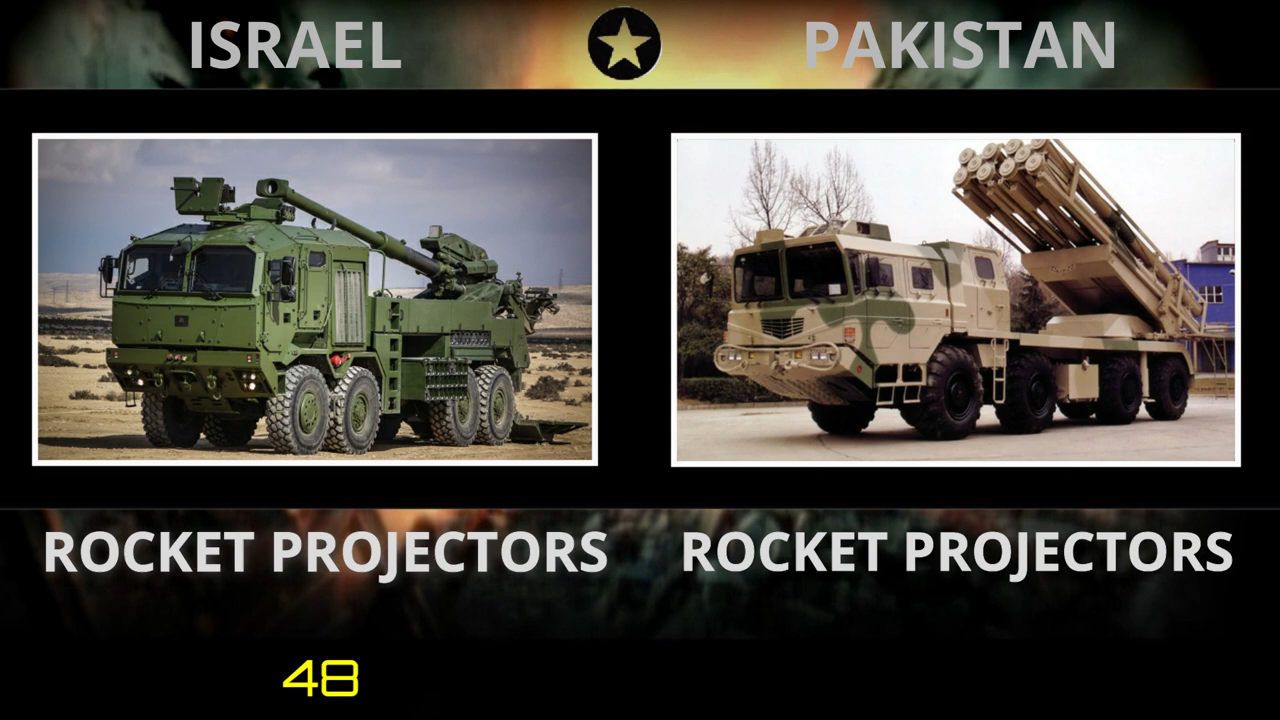 ISRAEL
PAKISTAN
ROCKET PROJECTORS
ROCKET PROJECTORS
48